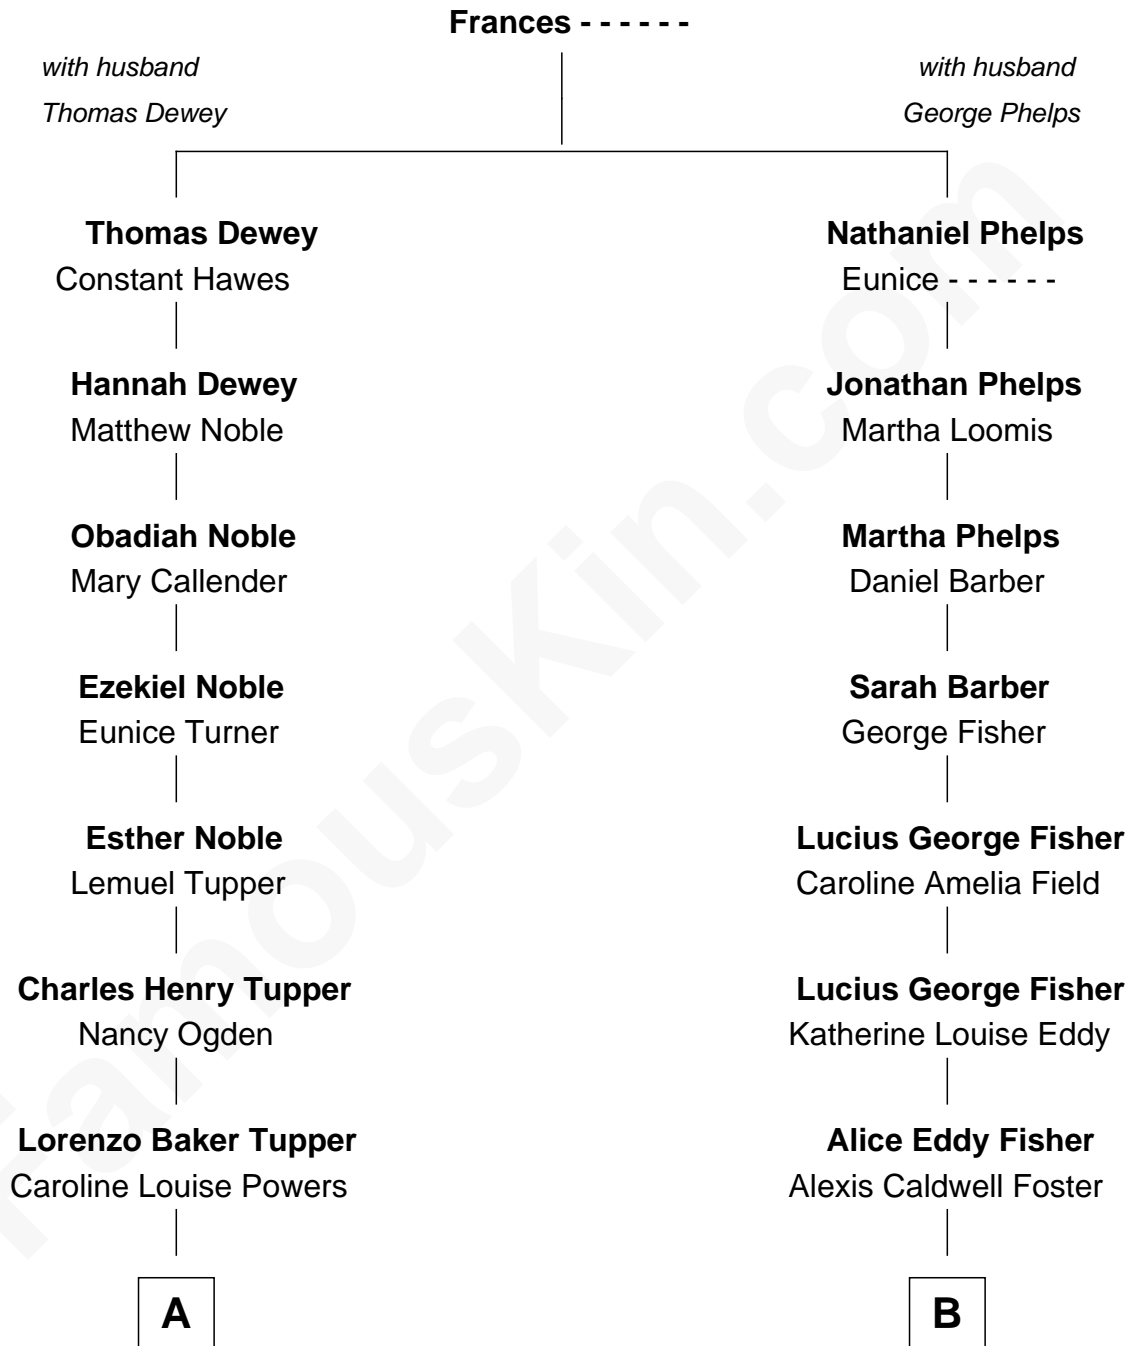 Frances - - - - - -
with husband
Thomas Dewey
with husband
George Phelps
Thomas Dewey
Constant Hawes
Nathaniel Phelps
Eunice - - - - - -
Hannah Dewey
Matthew Noble
Jonathan Phelps
Martha Loomis
Obadiah Noble
Mary Callender
Martha Phelps
Daniel Barber
Ezekiel Noble
Eunice Turner
Sarah Barber
George Fisher
Esther Noble
Lemuel Tupper
Lucius George Fisher
Caroline Amelia Field
Charles Henry Tupper
Nancy Ogden
Lucius George Fisher
Katherine Louise Eddy
Lorenzo Baker Tupper
Caroline Louise Powers
Alice Eddy Fisher
Alexis Caldwell Foster
A
B
FamousKin.com